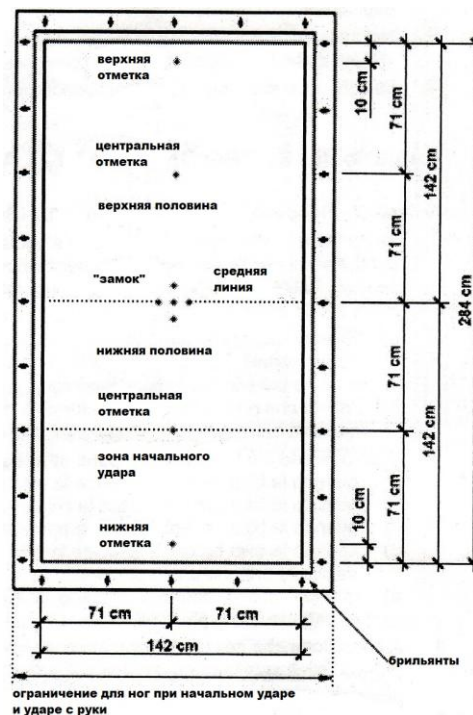 верхняя
отметка
10 cm
71 cm
центральная
отметка
верхняя половина
142 cm
71 cm
"замок"
средняя
линия
284 cm
нижняя половина
71 cm
центральная
отметка
142 cm
зона начального
удара
71 cm
нижняя
отметка
10 cm
71 cm
71 cm
142 cm
брильянты
ограничение для ног при начальном ударе
и ударе с руки